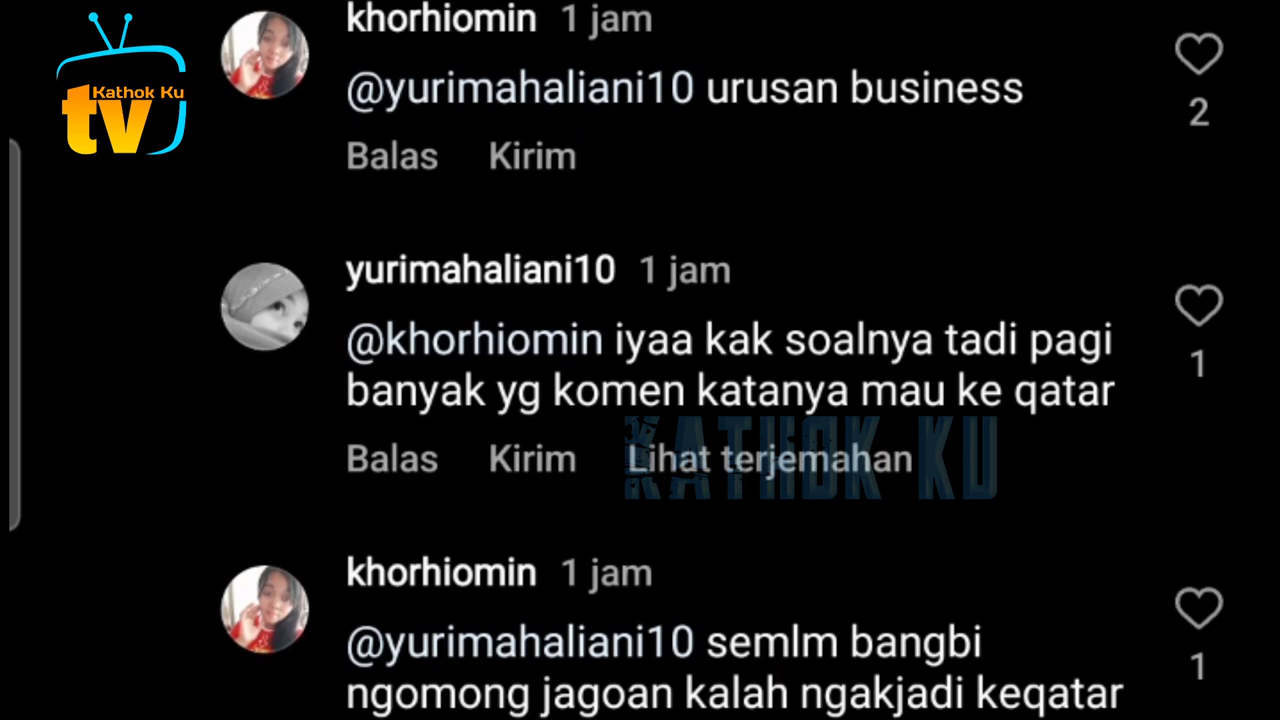 khorhiomin 1 jam
Kathok Ku
tv
@yurimahaliani10 urusan business
2
Balas Kirim
yurimahaliani10 1 jam
@khorhiomin iyaa kak soalnya tadi pagi
banyak yg komen katanya mau ke qatar
1
KATHOK KU
Balas Kirim Lihat terjemahan
khorhiomin 1 jam
@yurimahaliani10 semlm bangbi
1
ngomong jagoan kalah ngakjadi keqatar